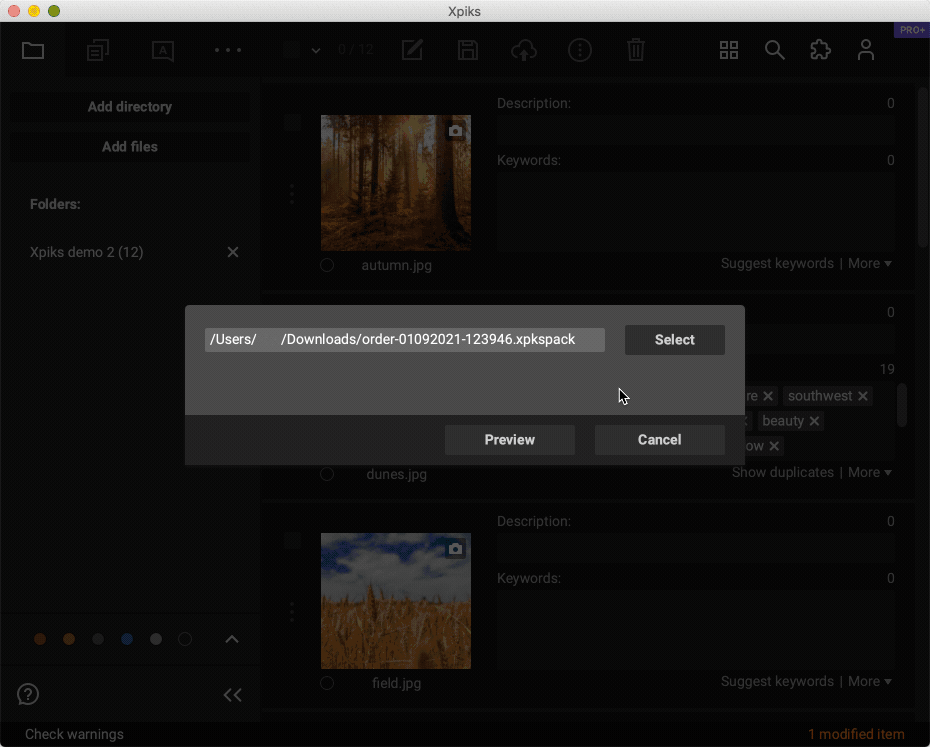 Xpiks
PRO+
A
0 / 12
Add directory
Add files
Folders:
Xpiks demo 2 (12)
Description: 0
Keywords: 0
autumn.jpg
Suggest keywords | More
0
/Users/ /Downloads/order-01092021-123946.xpkspack
Select
19
re southwest
beauty
ow
Preview
Cancel
dunes.jpg
Show duplicates | More
Description: 0
Keywords: 0
field.jpg
Suggest keywords | More
Check warnings
1 modified item